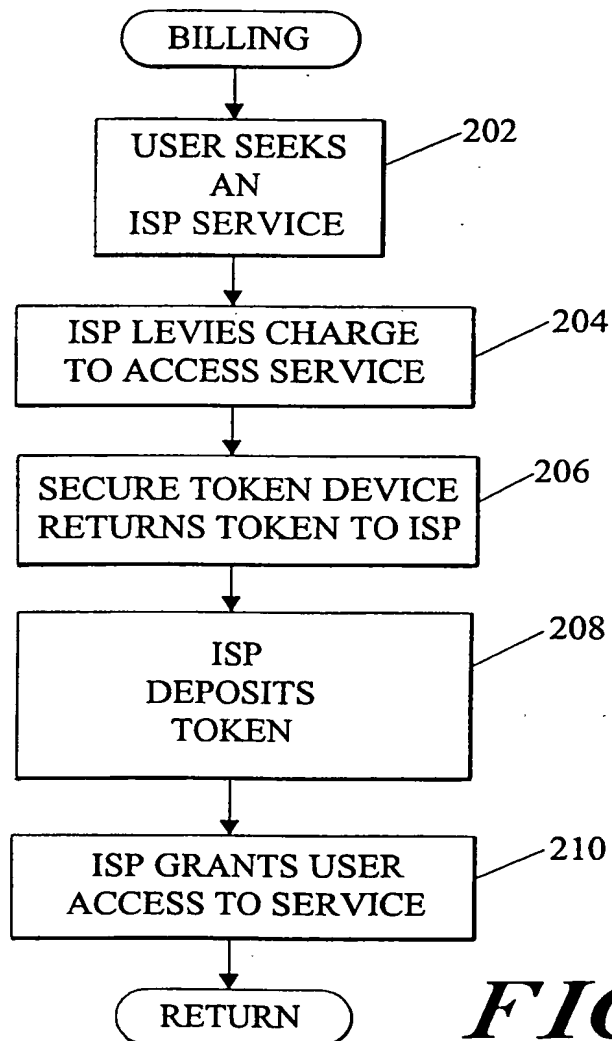 BILLING
USER SEEKS
AN
ISP SERVICE
202
ISP LEVIES CHARGE
TO ACCESS SERVICE
204
SECURE TOKEN DEVICE
RETURNS TOKEN TO ISP
206
ISP
DEPOSITS
TOKEN
208
ISP GRANTS USER
ACCESS TO SERVICE
210
RETURN